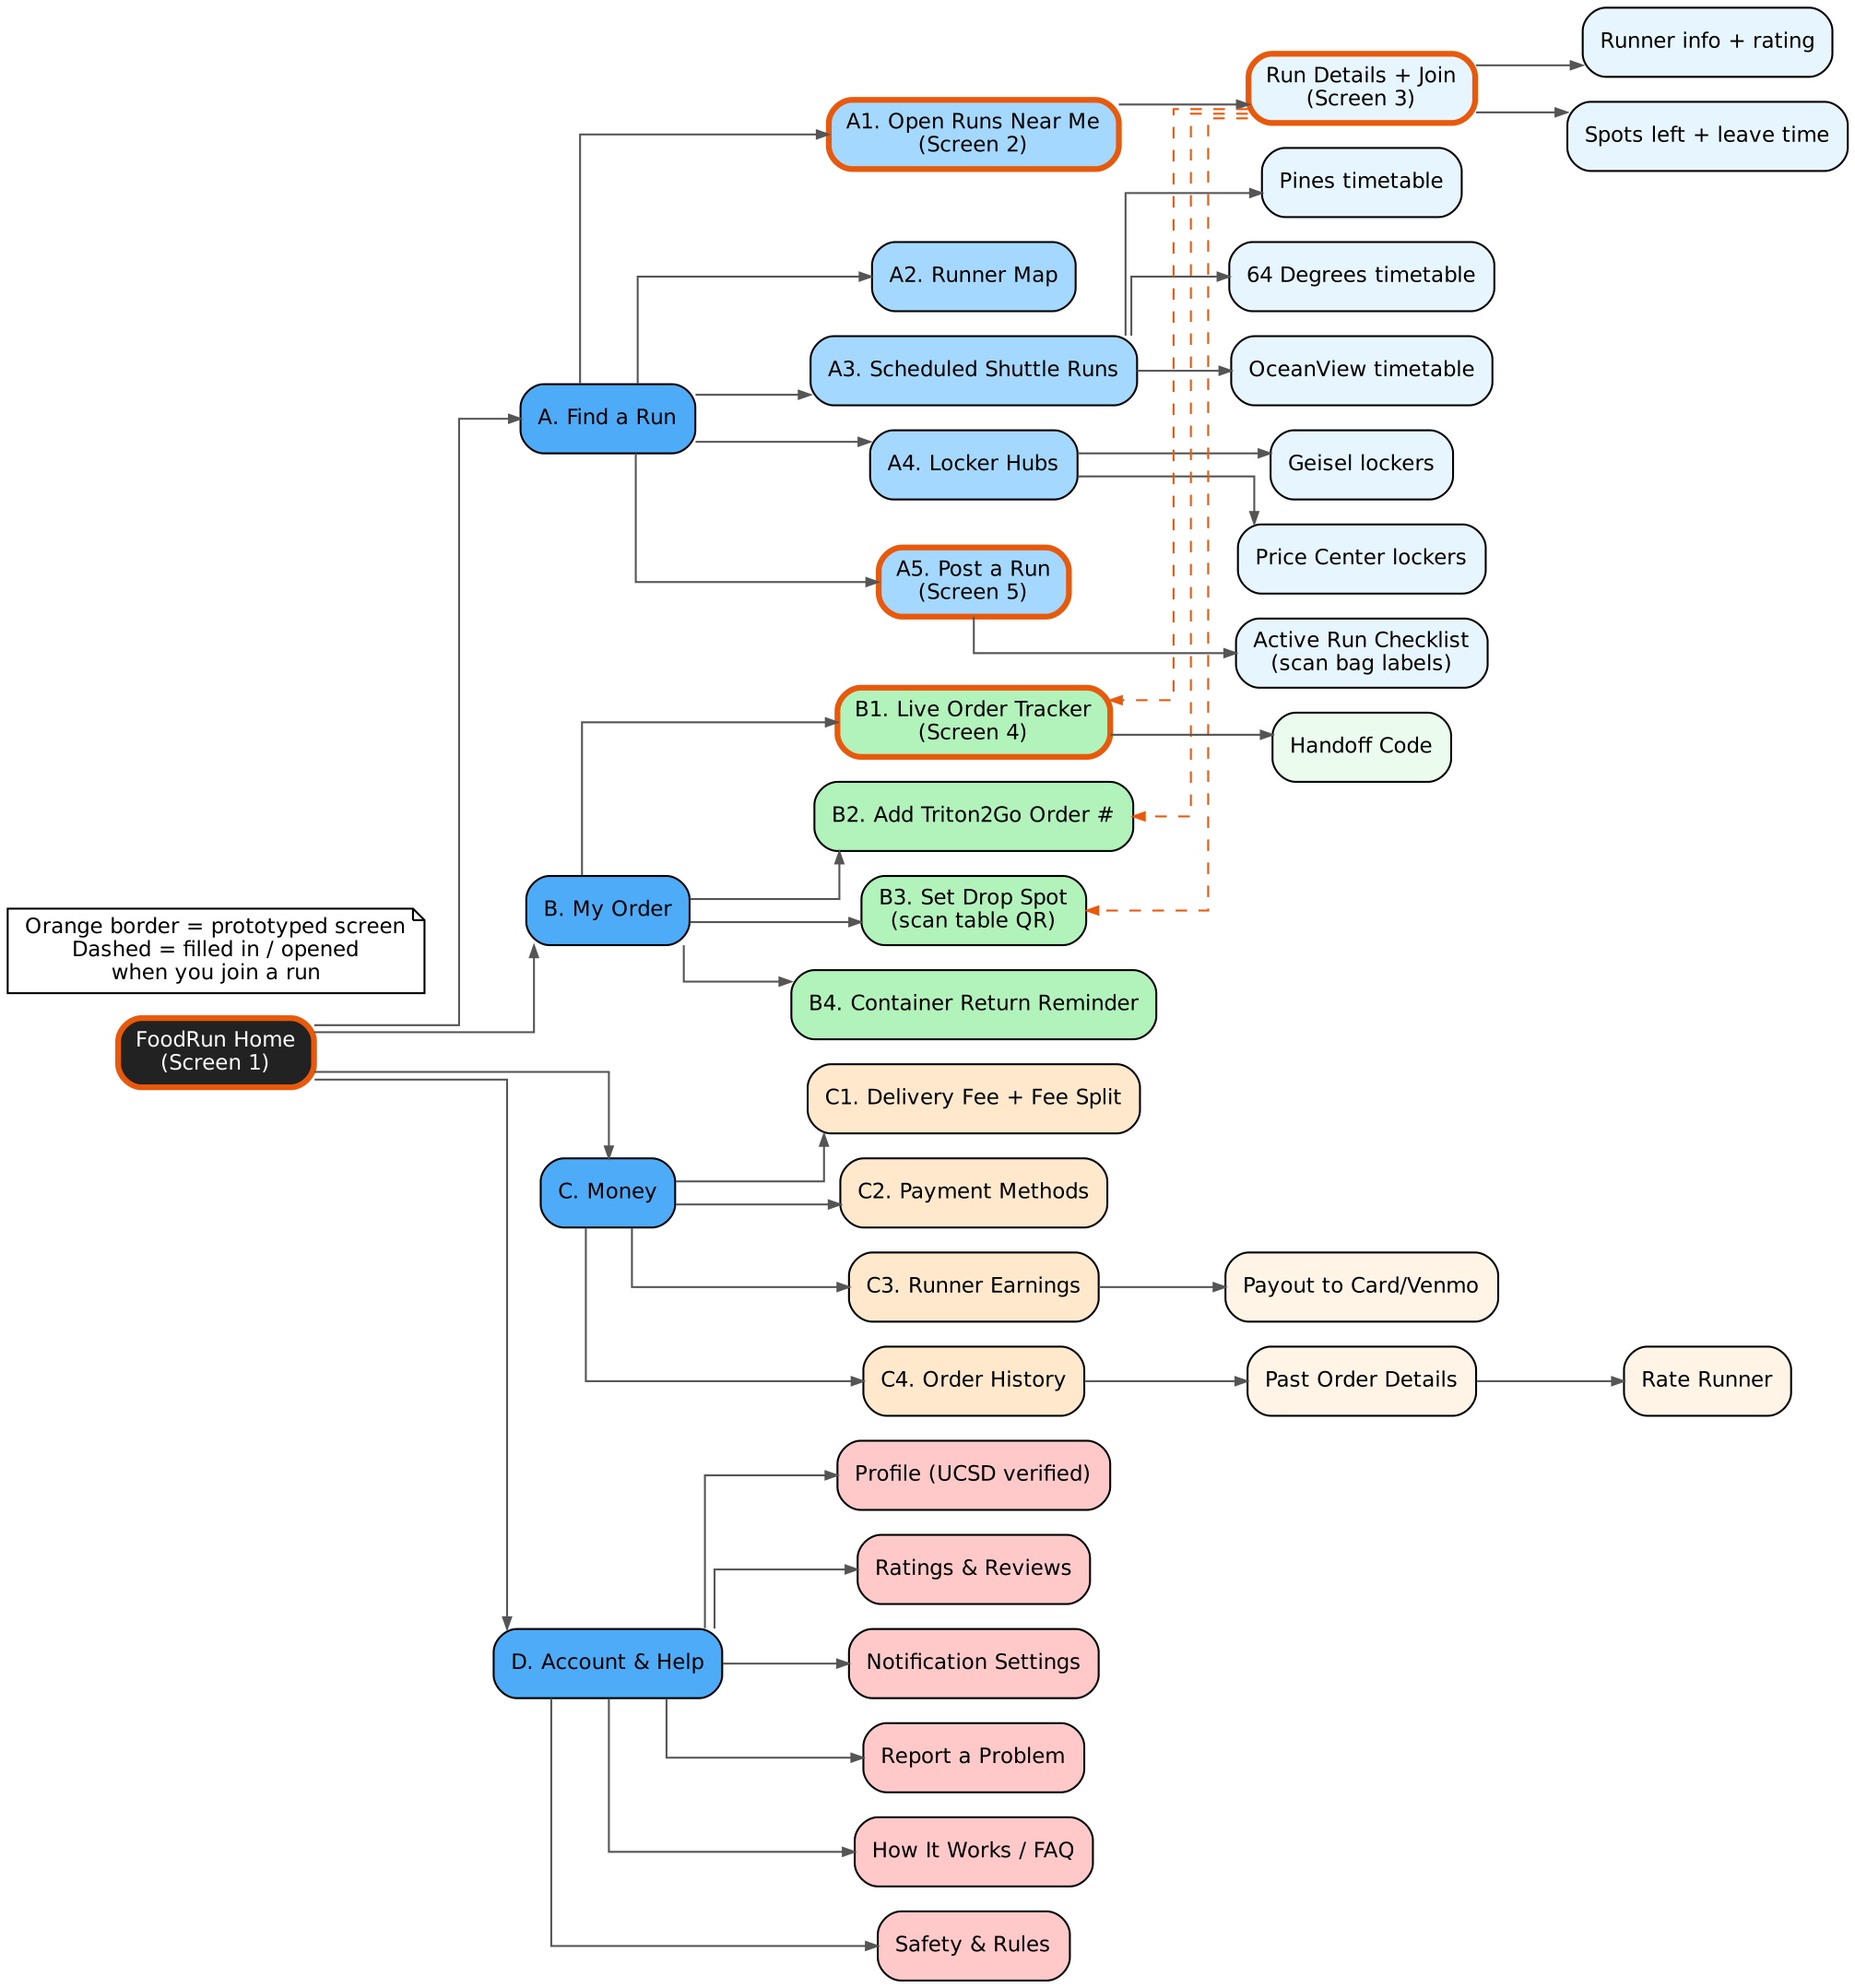 Orange border = prototyped screen
Dashed = filled in / opened
when you join a run
FoodRun Home
(Screen 1)
A. Find a Run
A1. Open Runs Near Me
(Screen 2)
Run Details + Join
(Screen 3)
Runner info + rating
Spots left + leave time
A2. Runner Map
A3. Scheduled Shuttle Runs
Pines timetable
64 Degrees timetable
OceanView timetable
A4. Locker Hubs
Geisel lockers
Price Center lockers
A5. Post a Run
(Screen 5)
Active Run Checklist
(scan bag labels)
B. My Order
B1. Live Order Tracker
(Screen 4)
Handoff Code
B2. Add Triton2Go Order #
B3. Set Drop Spot
(scan table QR)
B4. Container Return Reminder
C. Money
C1. Delivery Fee + Fee Split
C2. Payment Methods
C3. Runner Earnings
Payout to Card/Venmo
C4. Order History
Past Order Details
Rate Runner
D. Account & Help
Profile (UCSD verified)
Ratings & Reviews
Notification Settings
Report a Problem
How It Works / FAQ
Safety & Rules